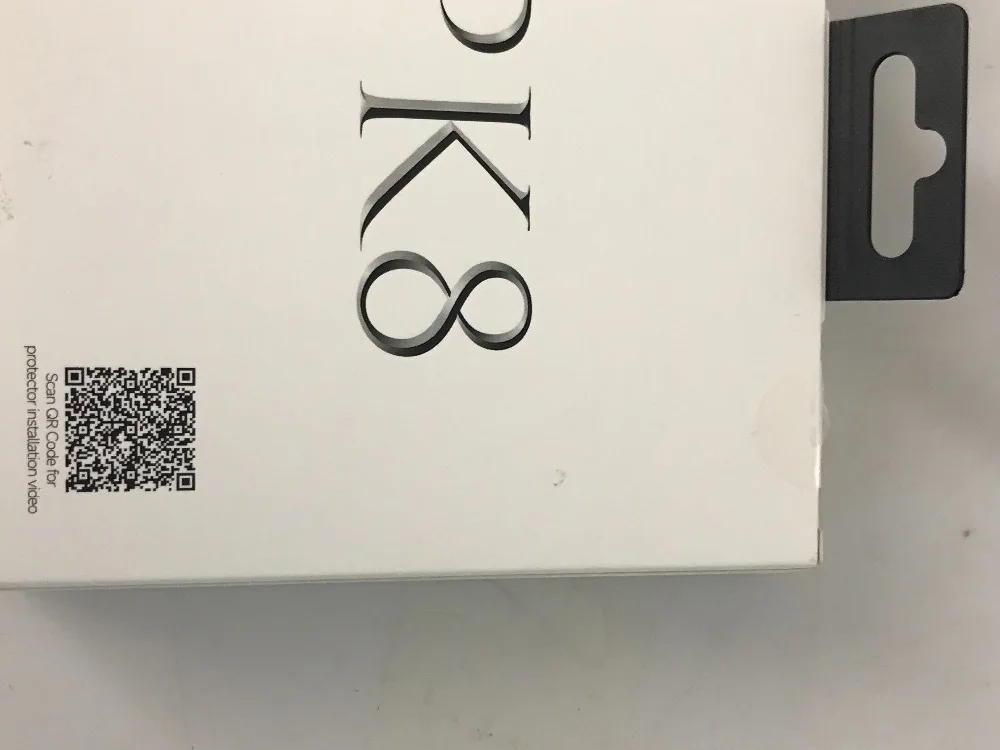 K8
Scan QR Code for
protector installation video